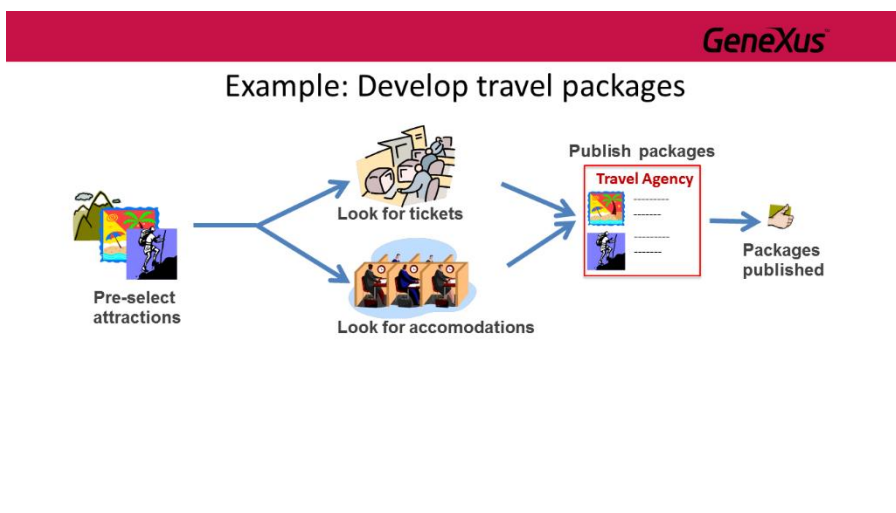 GeneXus
Example: Develop travel packages
Pre-select
attractions
Look for tickets
Look for accomodations
Publish packages
Travel Agency
----------
-------
----------
-------
Packages
published